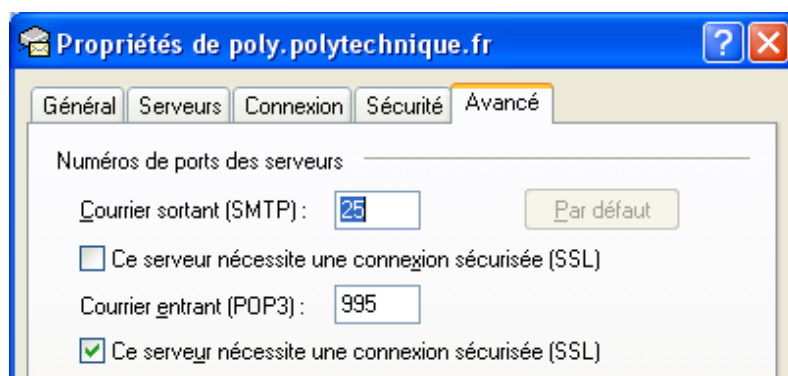 Propriétés de poly.polytechnique.fr
Général Serveurs Connexion Sécurité Avancé
Numéros de ports des serveurs
Courrier sortant (SMTP) : 25 Par défaut
Ce serveur nécessite une connexion sécurisée (SSL)
Courrier entrant (POP3) : 995
Ce serveur nécessite une connexion sécurisée (SSL)